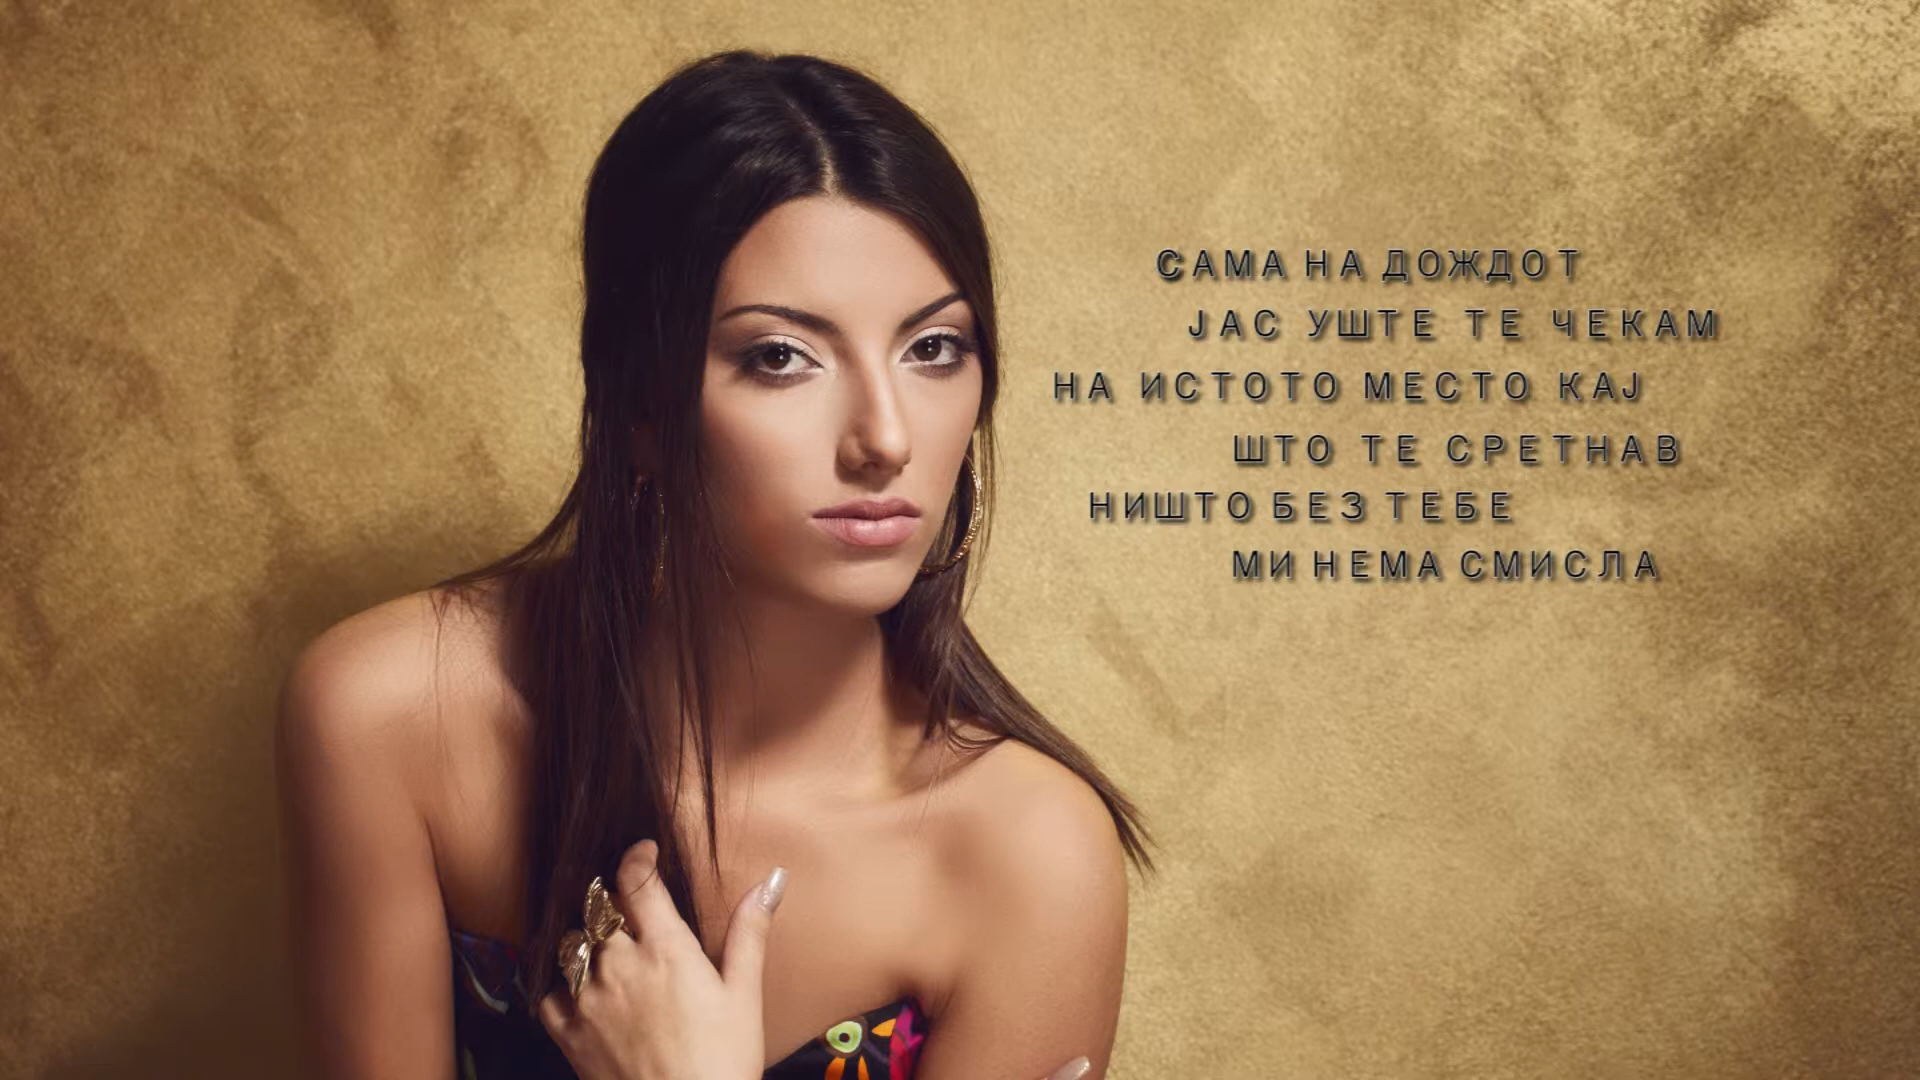 САМА НА ДОЖДОТ
ЈАС УШТЕ ТЕ ЧЕКАМ
НА ИСТОТО МЕСТО КАЈ
ШТО ТЕ СРЕТНАВ
НИШТО БЕЗ ТЕБЕ
МИ НЕМА СМИСЛА